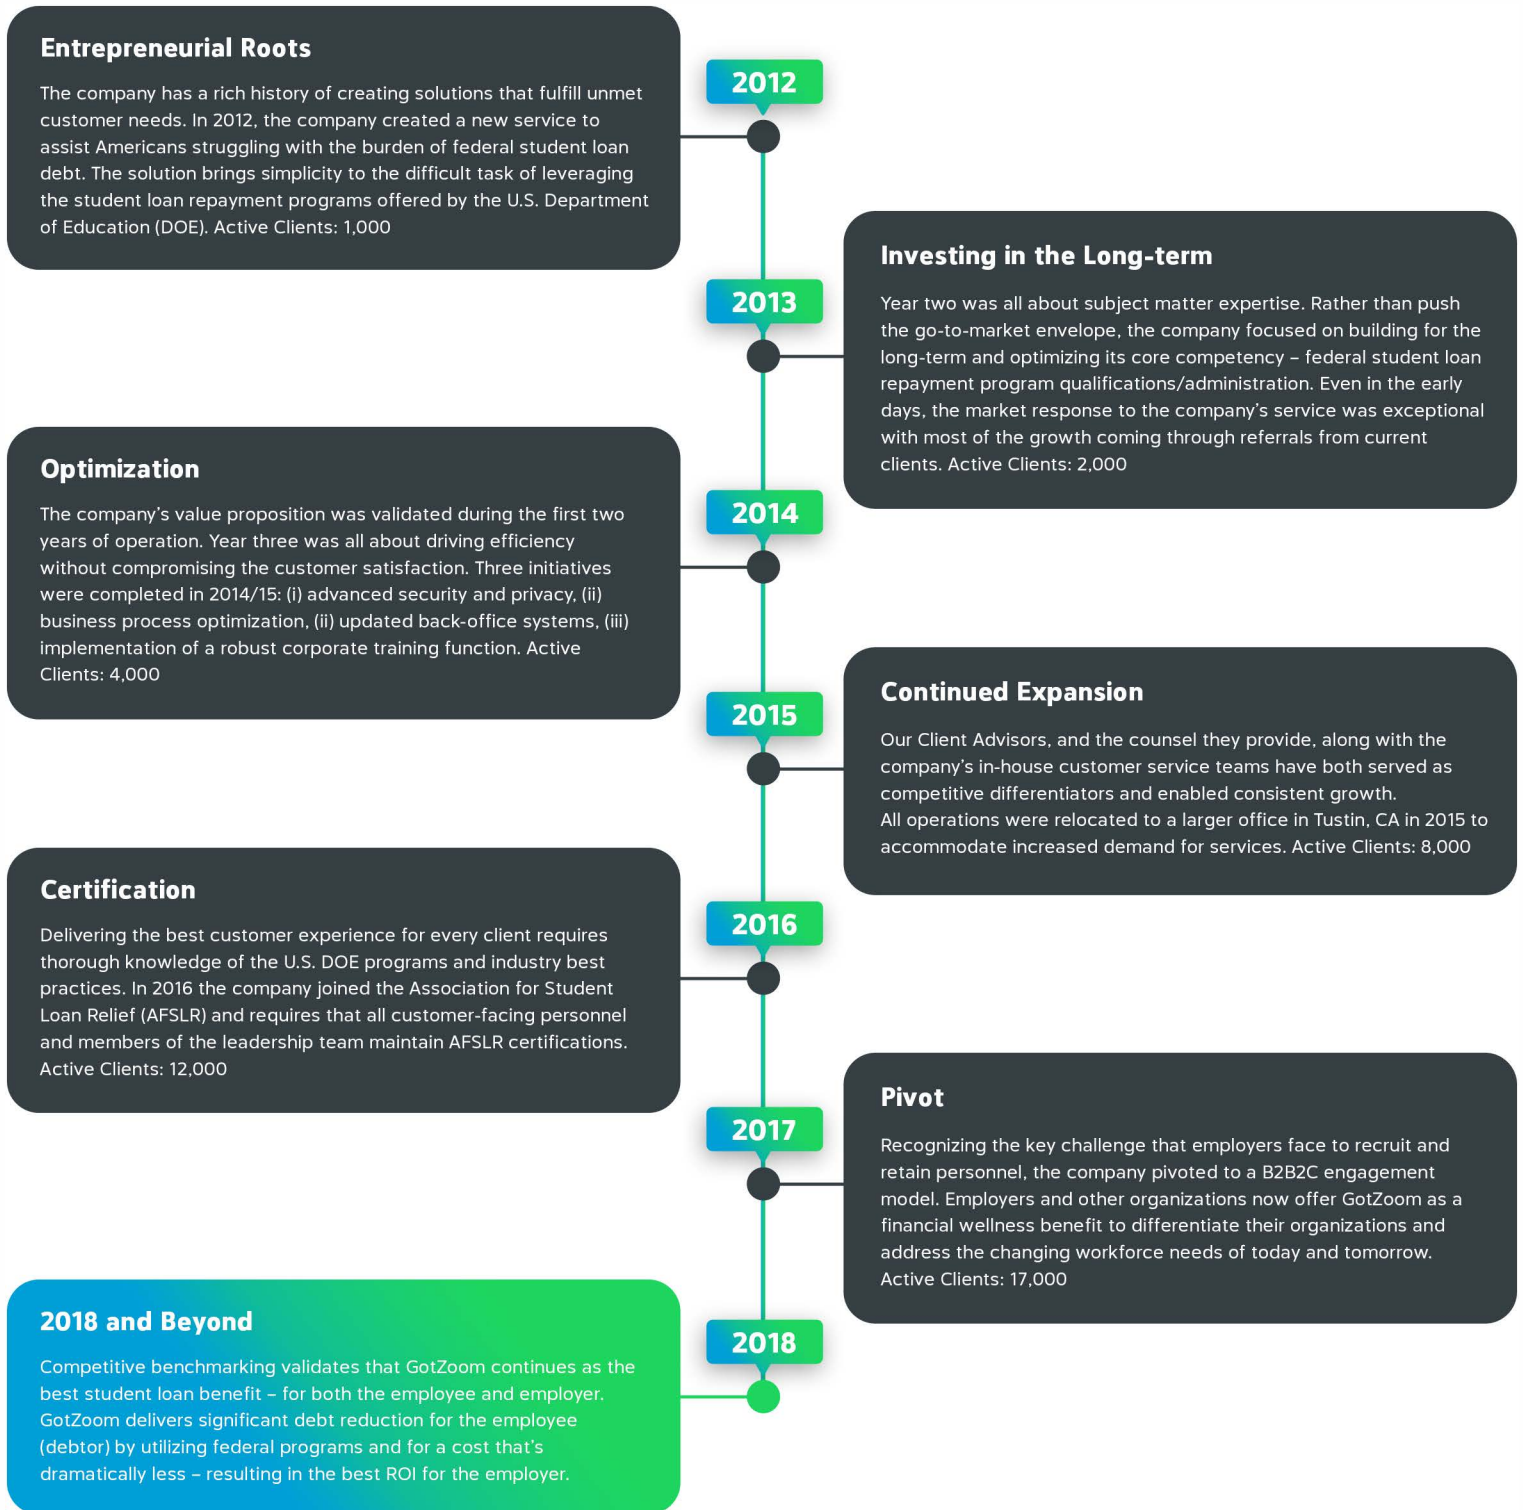 Entrepreneurial Roots
The company has a rich history of creating solutions that fulfill unmet
customer needs. In 2012, the company created a new service to
assist Americans struggling with the burden of federal student loan
debt. The solution brings simplicity to the difficult task of leveraging
the student loan repayment programs offered by the U.S. Department
of Education (DOE). Active Clients: 1,000
2012
2013
Investing in the Long-term
Year two was all about subject matter expertise. Rather than push
the go-to-market envelope, the company focused on building for the
long-term and optimizing its core competency – federal student loan
repayment program qualifications/administration. Even in the early
days, the market response to the company's service was exceptional
with most of the growth coming through referrals from current
clients. Active Clients: 2,000
Optimization
The company's value proposition was validated during the first two
years of operation. Year three was all about driving efficiency
without compromising the customer satisfaction. Three initiatives
were completed in 2014/15: (i) advanced security and privacy, (ii)
business process optimization, (ii) updated back-office systems, (iii)
implementation of a robust corporate training function. Active
Clients: 4,000
2014
2015
Continued Expansion
Our Client Advisors, and the counsel they provide, along with the
company's in-house customer service teams have both served as
competitive differentiators and enabled consistent growth.
All operations were relocated to a larger office in Tustin, CA in 2015 to
accommodate increased demand for services. Active Clients: 8,000
Certification
Delivering the best customer experience for every client requires
thorough knowledge of the U.S. DOE programs and industry best
practices. In 2016 the company joined the Association for Student
Loan Relief (AFSLR) and requires that all customer-facing personnel
and members of the leadership team maintain AFSLR certifications.
Active Clients: 12,000
2016
2017
Pivot
Recognizing the key challenge that employers face to recruit and
retain personnel, the company pivoted to a B2B2C engagement
model. Employers and other organizations now offer GotZoom as a
financial wellness benefit to differentiate their organizations and
address the changing workforce needs of today and tomorrow.
Active Clients: 17,000
2018 and Beyond
Competitive benchmarking validates that GotZoom continues as the
best student loan benefit – for both the employee and employer.
GotZoom delivers significant debt reduction for the employee
(debtor) by utilizing federal programs and for a cost that's
dramatically less – resulting in the best ROI for the employer.
2018